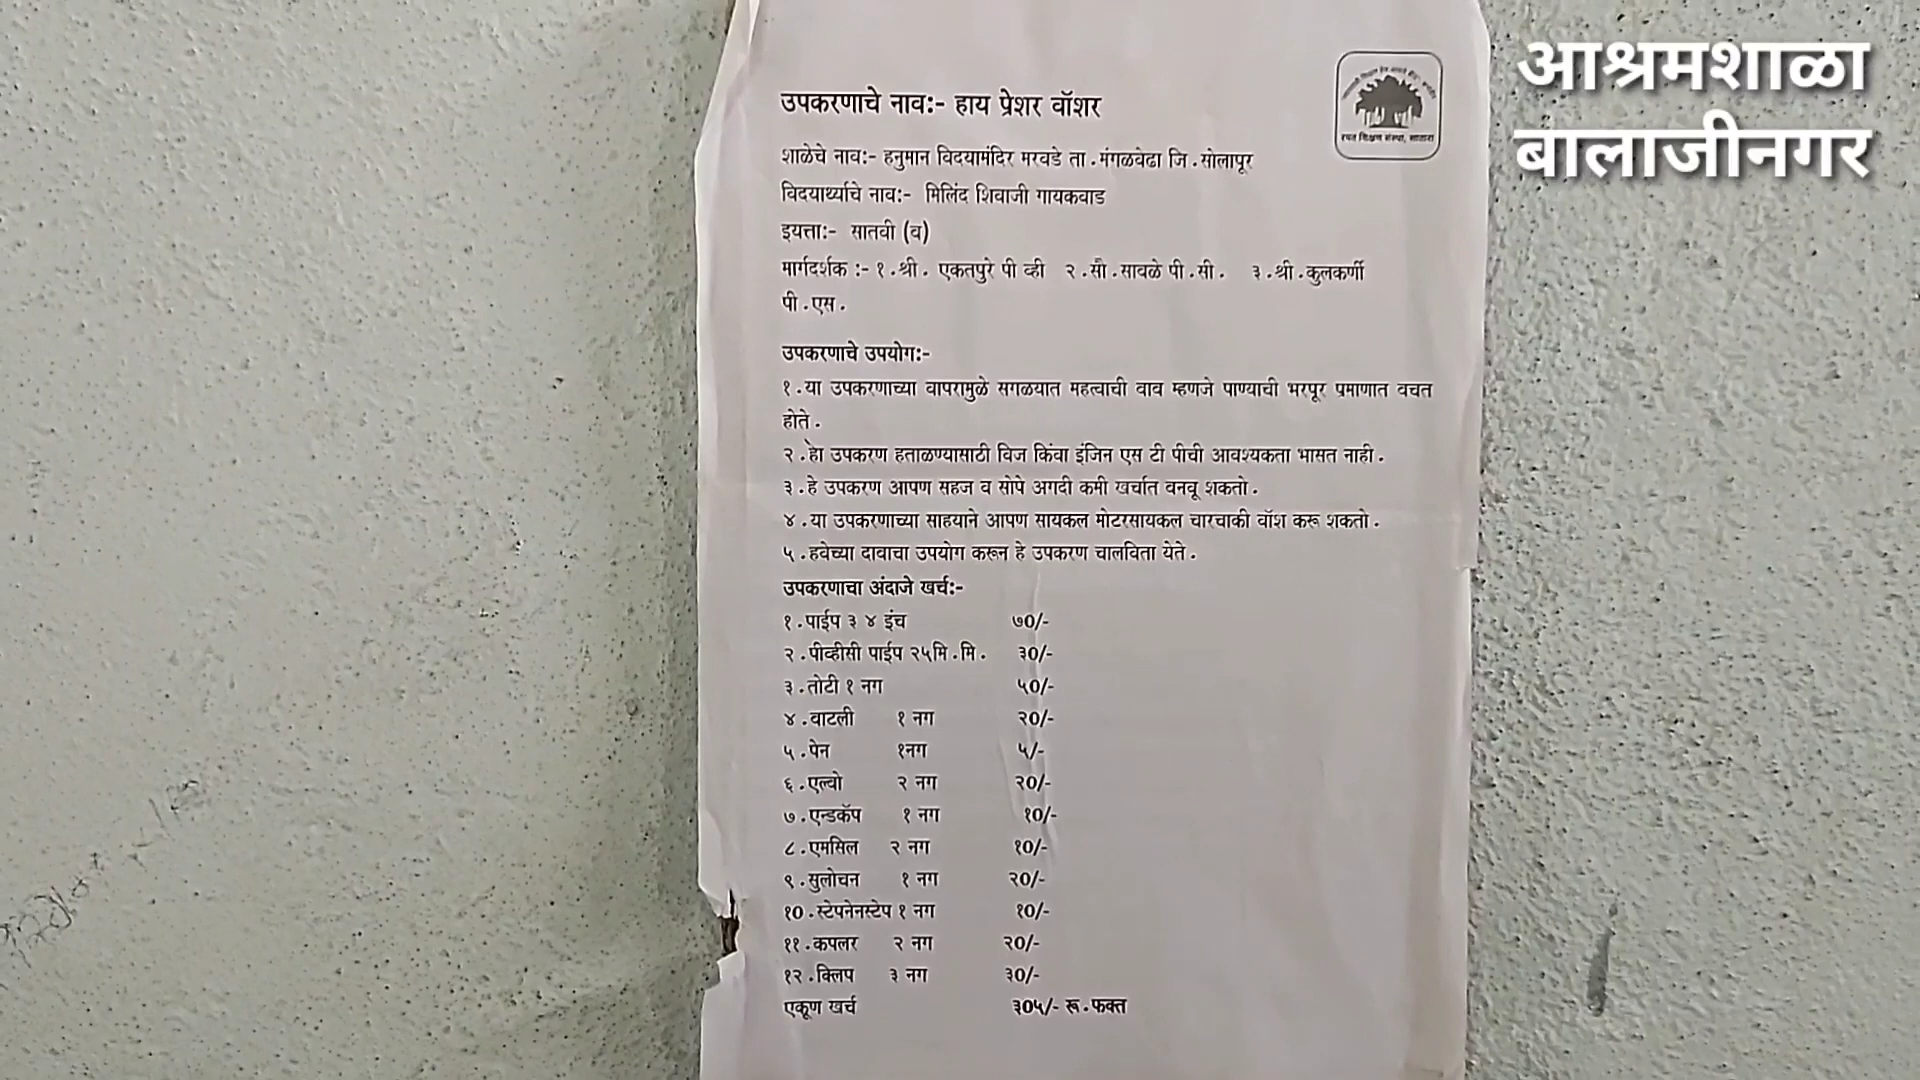 आश्रमशाळा
बालाजीनगर
रयत शिक्षण संस्था, सातारा
उपकरणाचे नाव:- हाय प्रेशर वॉशर
शाळेचे नाव:- हनुमान विदयामंदिर मरवडे ता . मंगळवेढा जि . सोलापूर
विदयार्थ्याचे नाव:- मिलिंद शिवाजी गायकवाड
इयत्ता:- सातवी (व)
मार्गदर्शक :- १ . श्री . एकतपुरे पी व्ही २ . सौ . सावळे पी . सी . ३ . श्री . कुलकर्णी
पी . एस .
उपकरणाचे उपयोग:-
१ . या उपकरणाच्या वापरामुळे सगळयात महत्वाची वाव म्हणजे पाण्याची भरपूर प्रमाणात वचत
होते .
२ . हेा उपकरण हताळण्यासाटी विज किंवा इंजिन एस टी पीची आवश्यकता भासत नाही .
३ . हे उपकरण आपण सहज व सोपे अगदी कमी खर्चात वनवू शकतो .
४ . या उपकरणाच्या साहयाने आपण सायकल मोटरसायकल चारचाकी वॉश करू शकतो .
५ . हवेच्या दावाचा उपयोग करून हे उपकरण चालविता येते .
उपकरणाचा अंदाजे खर्च:-
१ . पाईप ३ ४ इंच ७०/-
२ . पीव्हीसी पाईप २५मि . मि . ३०/-
३ . तोटी १ नग ५०/-
४ . वाटली १ नग २०/-
५ . पेन १नग ५/-
६ . एल्वो २ नग २०/-
७ . एन्डकॅप १ नग १०/-
८ . एमसिल २ नग १०/-
९ . सुलोचन १ नग २०/-
१० . स्टेपनेनस्टेप १ नग १०/-
११ . कपलर २ नग २०/-
१२ . क्लिप ३ नग ३०/-
एकूण खर्च ३०५/- रू . फक्त